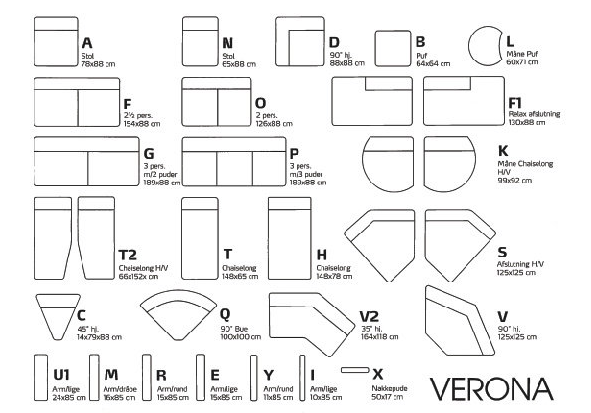 A
Stol
78x88 cm
N
Stol
65x88 cm
D
90° hj.
88x88 cm
B
Puf
64x64 cm
L
Måne Puf
60x71 cm
F
2½ pers.
154x88 cm
O
2 pers.
126x88 cm
F1
Relax afslutning
130x88 cm
G
3 pers.
m/2 puder
189x88 cm
P
3 pers.
m/3 puder
189x88 cm
K
Måne Chaiselong
H/V
99x92 cm
T2
Chaiselong H/V
66x152x cm
T
Chaiselong
148x65 cm
H
Chaiselong
148x78 cm
S
Afslutning H/V
125x125 cm
C
45° hj.
14x79x88 cm
Q
90° Bue
100x100 cm
V2
35° hj.
164x118 cm
V
90° hj.
125x125 cm
U1
Arm/lige
24x85 cm
M
Arm/dråbe
16x85 cm
R
Arm/rund
15x85 cm
E
Arm/lige
15x85 cm
Y
Arm/rund
11x85 cm
I
Arm/lige
10x85 cm
X
Nakkepude
50x17 cm
VERONA